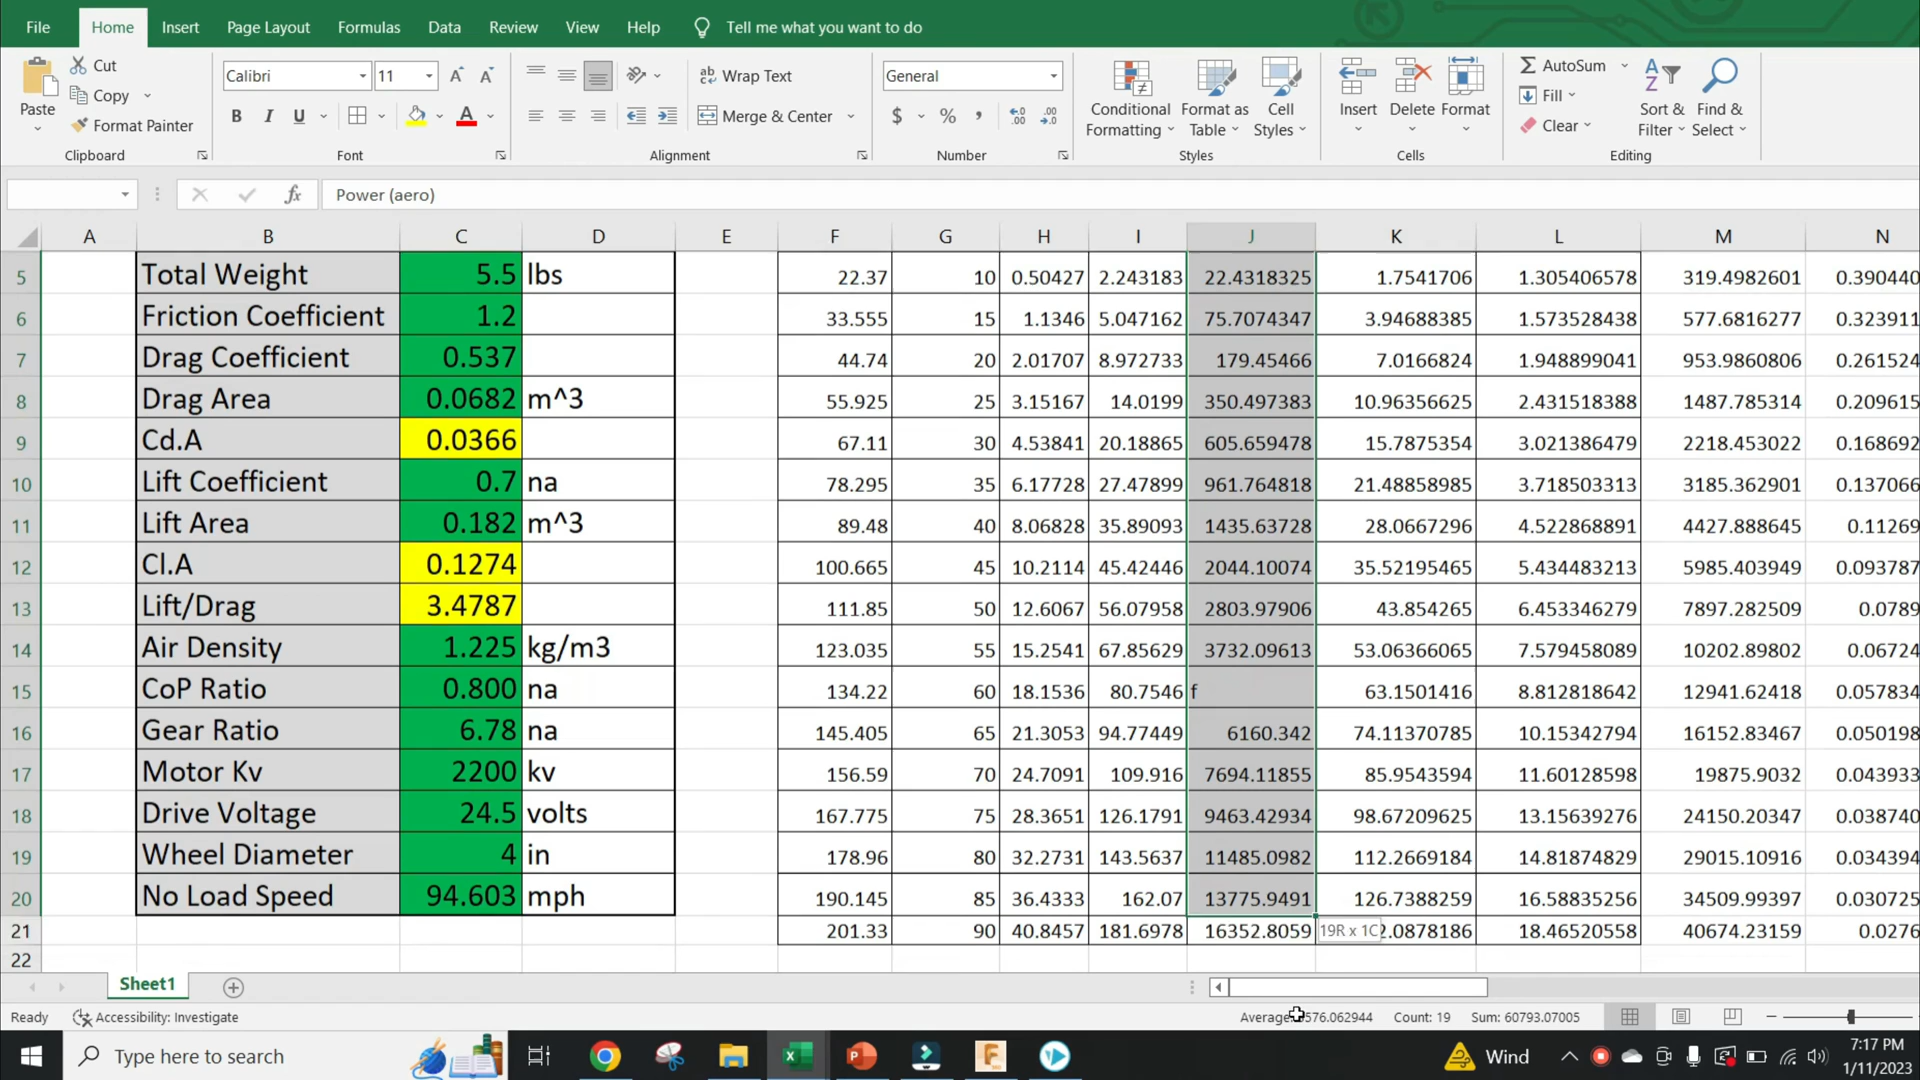 File Home Insert Page Layout Formulas Data Review View Help Tell me what you want to do
Paste Cut Calibri 11 Wrap Text General Conditional Formatting Format as Table Cell Styles Insert Delete Format AutoSum Sort & Filter Find & Select
Copy B I U Merge & Center $ % Fill
Format Painter Clear
Clipboard Font Alignment Number Styles Cells Editing
fx Power (aero)
A B C D E F G H I J K L M N
5 Total Weight 5.5 lbs 22.37 10 0.50427 2.243183 22.4318325 1.7541706 1.305406578 319.4982601 0.390440
6 Friction Coefficient 1.2 33.555 15 1.1346 5.047162 75.7074347 3.94688385 1.573528438 577.6816277 0.323911
7 Drag Coefficient 0.537 44.74 20 2.01707 8.972733 179.45466 7.0166824 1.948899041 953.9860806 0.261524
8 Drag Area 0.0682 m^3 55.925 25 3.15167 14.0199 350.497383 10.96356625 2.431518388 1487.785314 0.209615
9 Cd.A 0.0366 67.11 30 4.53841 20.18865 605.659478 15.7875354 3.021386479 2218.453022 0.168692
10 Lift Coefficient 0.7 na 78.295 35 6.17728 27.47899 961.764818 21.48858985 3.718503313 3185.362901 0.137066
11 Lift Area 0.182 m^3 89.48 40 8.06828 35.89093 1435.63728 28.0667296 4.522868891 4427.888645 0.11269
12 Cl.A 0.1274 100.665 45 10.2114 45.42446 2044.10074 35.52195465 5.434483213 5985.403949 0.093787
13 Lift/Drag 3.4787 111.85 50 12.6067 56.07958 2803.97906 43.854265 6.453346279 7897.282509 0.0789
14 Air Density 1.225 kg/m3 123.035 55 15.2541 67.85629 3732.09613 53.06366065 7.579458089 10202.89802 0.06724
15 CoP Ratio 0.800 na 134.22 60 18.1536 80.7546 f 63.1501416 8.812818642 12941.62418 0.057834
16 Gear Ratio 6.78 na 145.405 65 21.3053 94.77449 6160.342 74.11370785 10.15342794 16152.83467 0.050198
17 Motor Kv 2200 kv 156.59 70 24.7091 109.916 7694.11855 85.9543594 11.60128598 19875.9032 0.043933
18 Drive Voltage 24.5 volts 167.775 75 28.3651 126.1791 9463.42934 98.67209625 13.15639276 24150.20347 0.038740
19 Wheel Diameter 4 in 178.96 80 32.2731 143.5637 11485.0982 112.2669184 14.81874829 29015.10916 0.034394
20 No Load Speed 94.603 mph 190.145 85 36.4333 162.07 13775.9491 126.7388259 16.58835256 34509.99397 0.030725
21 201.33 90 40.8457 181.6978 16352.8059 19R x 1C 2.0878186 18.46520558 40674.23159 0.0276
22
Sheet1
Ready Accessibility: Investigate Average: 576.062944 Count: 19 Sum: 60793.07005
Type here to search Wind 7:17 PM
1/11/2023